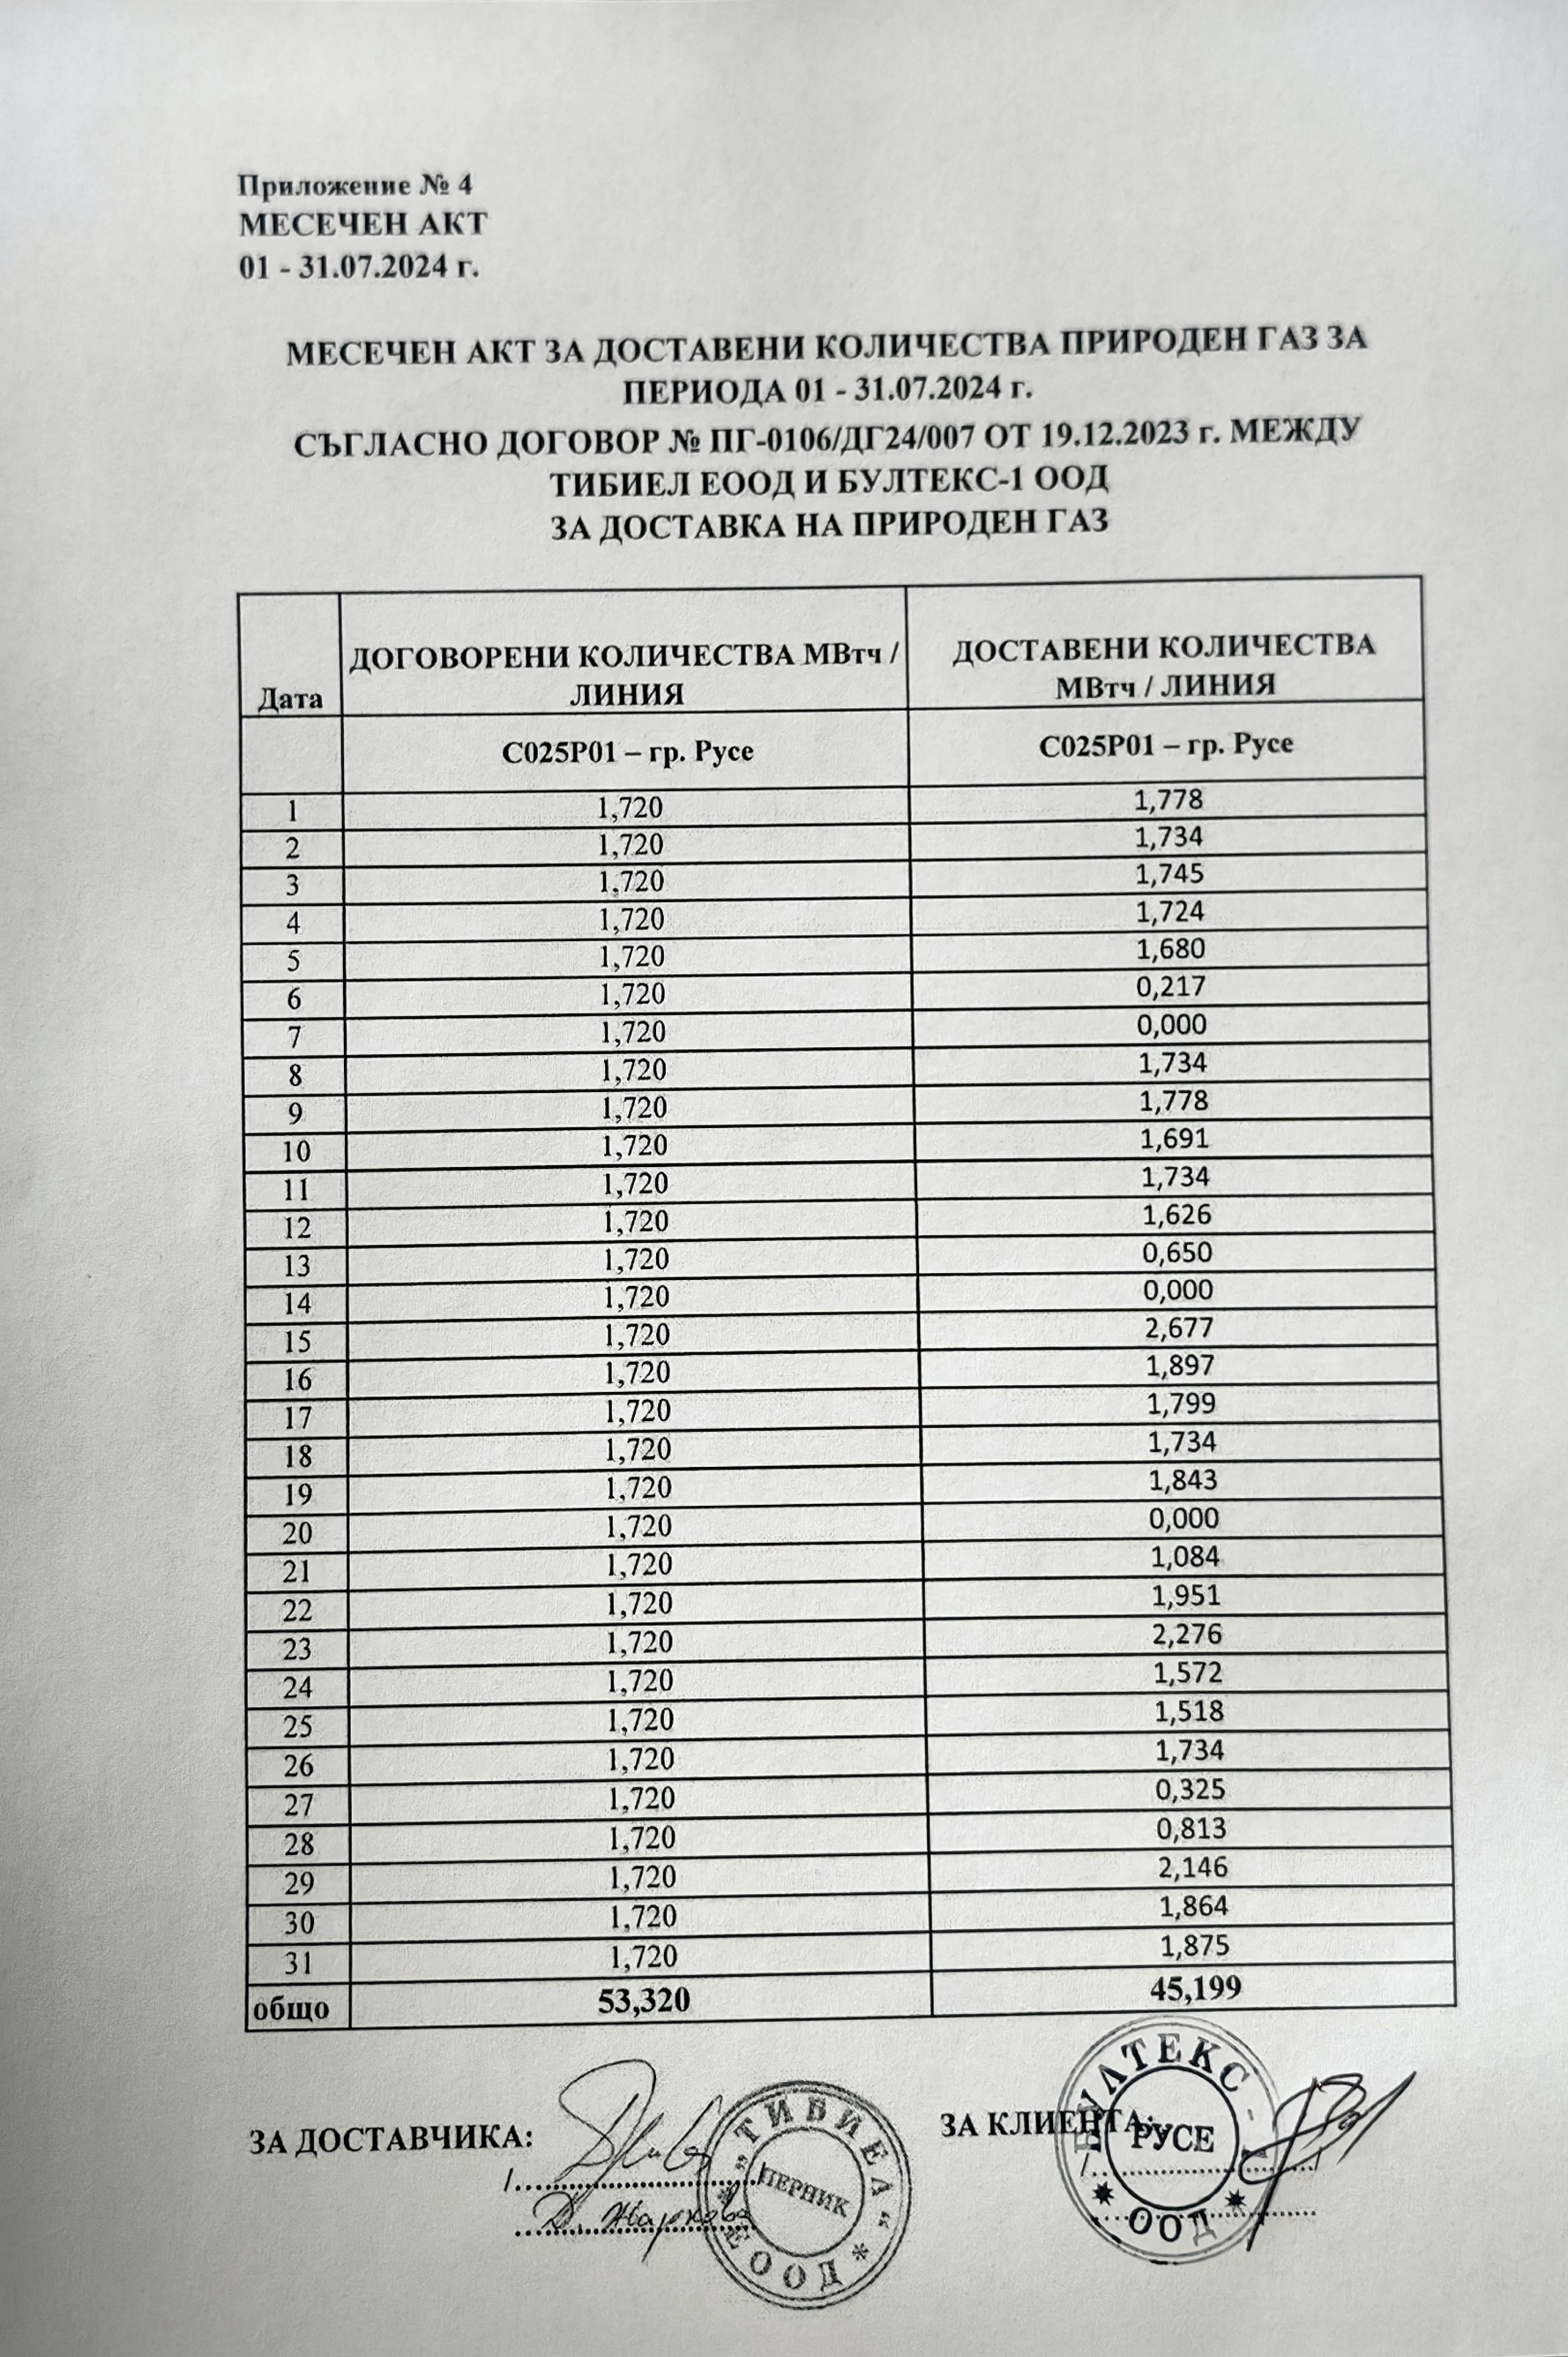 Приложение № 4
МЕСЕЧЕН АКТ
01 - 31.07.2024 г.
МЕСЕЧЕН АКТ ЗА ДОСТАВЕНИ КОЛИЧЕСТВА ПРИРОДЕН ГАЗ ЗА
ПЕРИОДА 01 - 31.07.2024 г.
СЪГЛАСНО ДОГОВОР № ПГ-0106/ДГ24/007 ОТ 19.12.2023 г. МЕЖДУ
ТИБИЕЛ ЕООД И БУЛТЕКС-1 ООД
ЗА ДОСТАВКА НА ПРИРОДЕН ГАЗ
Дата ДОГОВОРЕНИ КОЛИЧЕСТВА МВтч / ЛИНИЯ ДОСТАВЕНИ КОЛИЧЕСТВА МВтч / ЛИНИЯ
C025P01 – гр. Русе C025P01 – гр. Русе
1 1,720 1,778
2 1,720 1,734
3 1,720 1,745
4 1,720 1,724
5 1,720 1,680
6 1,720 0,217
7 1,720 0,000
8 1,720 1,734
9 1,720 1,778
10 1,720 1,691
11 1,720 1,734
12 1,720 1,626
13 1,720 0,650
14 1,720 0,000
15 1,720 2,677
16 1,720 1,897
17 1,720 1,799
18 1,720 1,734
19 1,720 1,843
20 1,720 0,000
21 1,720 1,084
22 1,720 1,951
23 1,720 2,276
24 1,720 1,572
25 1,720 1,518
26 1,720 1,734
27 1,720 0,325
28 1,720 0,813
29 1,720 2,146
30 1,720 1,864
31 1,720 1,875
общо 53,320 45,199
ЗА ДОСТАВЧИКА: ЗА КЛИЕНТА:
Д. Жаркова
"ТИБИЕЛ" * ЕООД *
ПЕРНИК
БУЛТЕКС - 1 * ООД *
РУСЕ